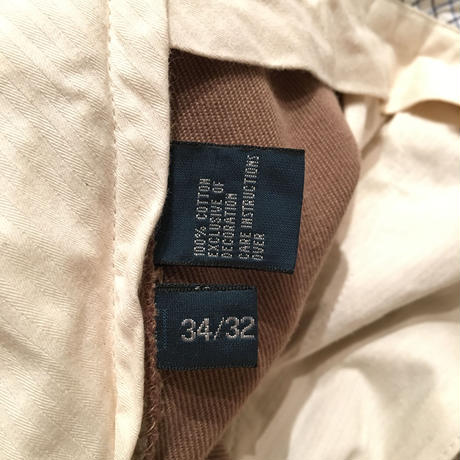 100% COTTON
EXCLUSIVE OF
DECORATION
CARE INSTRUCTIONS
OVER
34/32